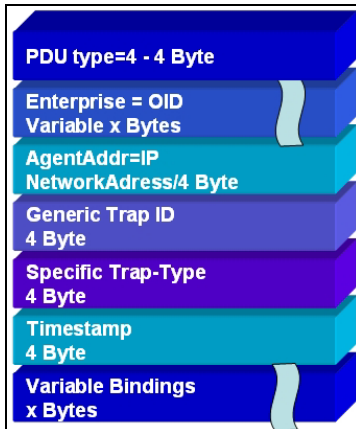 PDU type=4 - 4 Byte
Enterprise = OID
Variable x Bytes
AgentAddr=IP
NetworkAdress/4 Byte
Generic Trap ID
4 Byte
Specific Trap-Type
4 Byte
Timestamp
4 Byte
Variable Bindings
x Bytes